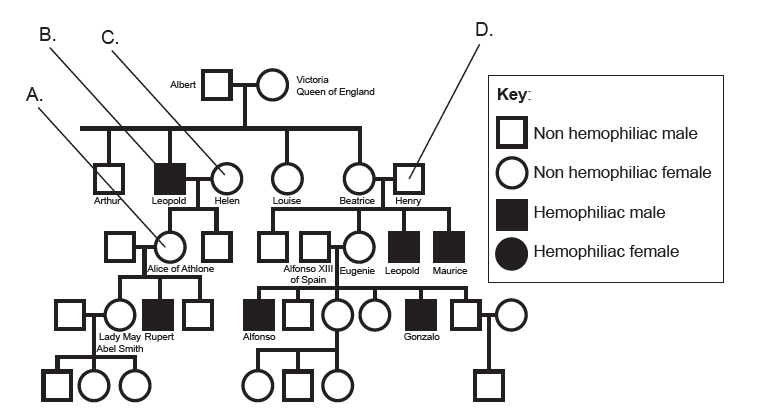 B.
C.
D.
A.
Albert
Victoria
Queen of England
Key:
Non hemophiliac male
Non hemophiliac female
Hemophiliac male
Hemophiliac female
Arthur
Leopold
Helen
Louise
Beatrice
Henry
Alice of Athlone
Alfonso XIII
of Spain
Eugenie
Leopold
Maurice
Lady May
Abel Smith
Rupert
Alfonso
Gonzalo